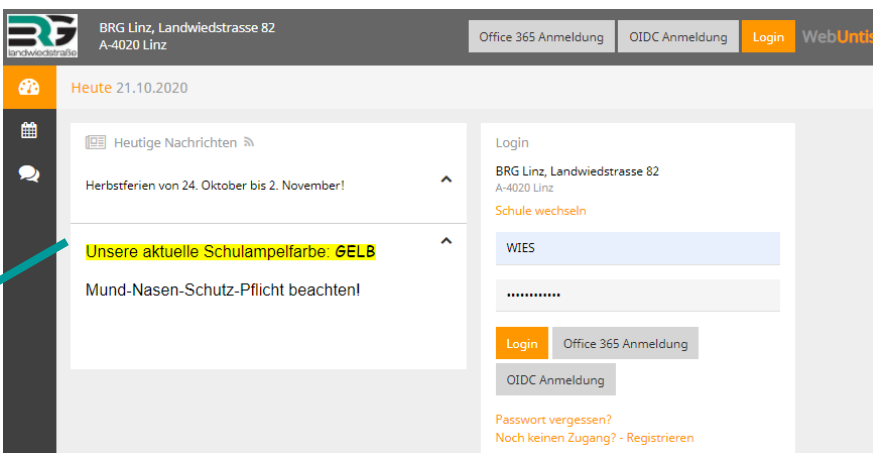 BRG Linz, Landwiedstrasse 82
A-4020 Linz
landwiedstraße
Office 365 Anmeldung
OIDC Anmeldung
Login
WebUntis
Heute 21.10.2020
Heutige Nachrichten
Herbstferien von 24. Oktober bis 2. November!
Unsere aktuelle Schulampelfarbe: GELB
Mund-Nasen-Schutz-Pflicht beachten!
Login
BRG Linz, Landwiedstrasse 82
A-4020 Linz
Schule wechseln
WIES
••••••••••••
Login
Office 365 Anmeldung
OIDC Anmeldung
Passwort vergessen?
Noch keinen Zugang? - Registrieren